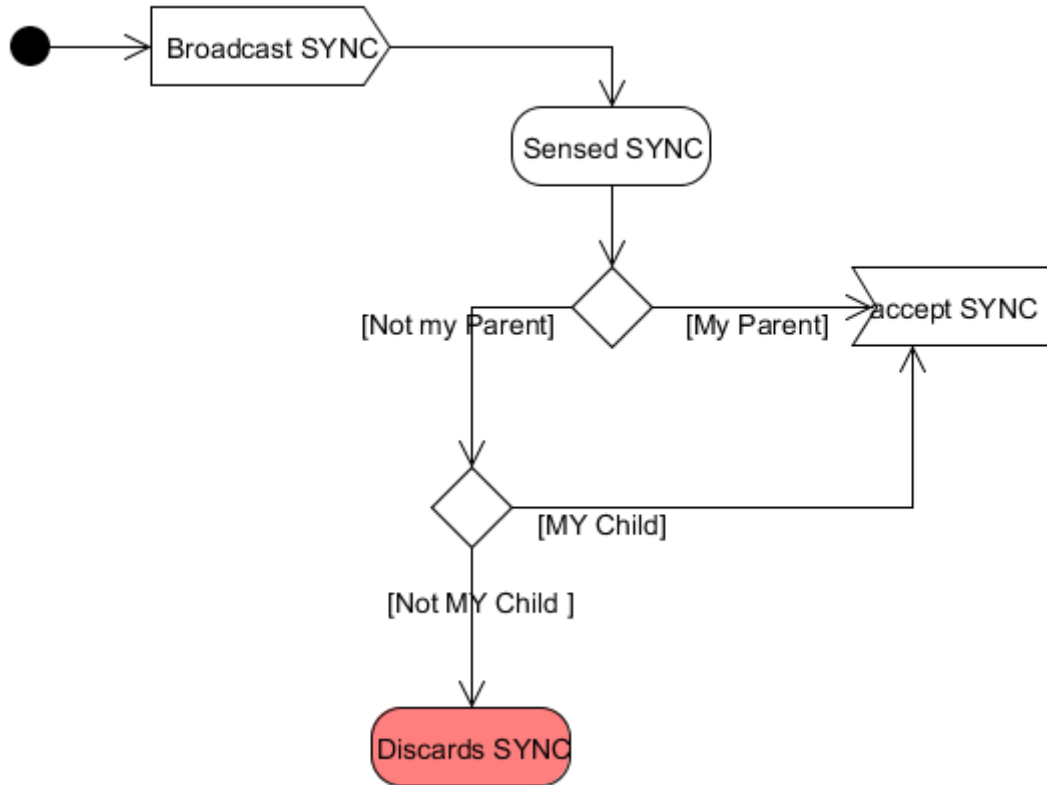 Broadcast SYNC
Sensed SYNC
accept SYNC
[Not my Parent]
[My Parent]
[MY Child]
[Not MY Child ]
Discards SYNC